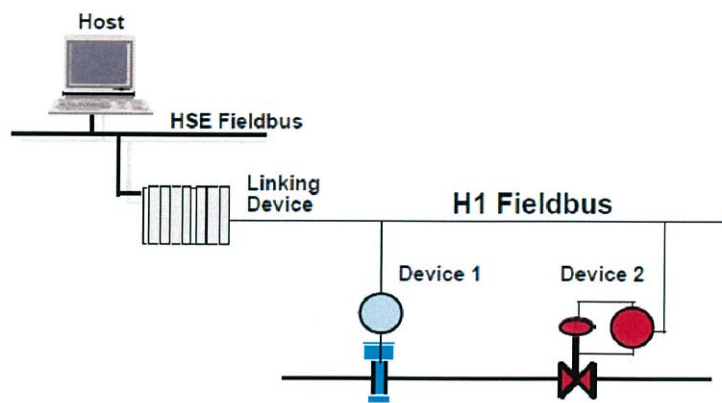 Host
HSE Fieldbus
Linking
Device
H1 Fieldbus
Device 1
Device 2